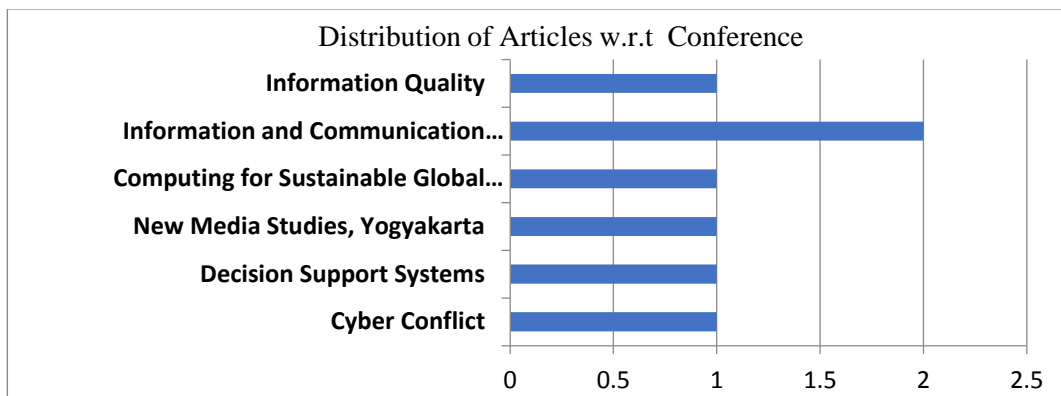 Distribution of Articles w.r.t Conference
Information Quality
Information and Communication...
Computing for Sustainable Global...
New Media Studies, Yogyakarta
Decision Support Systems
Cyber Conflict
0 0.5 1 1.5 2 2.5